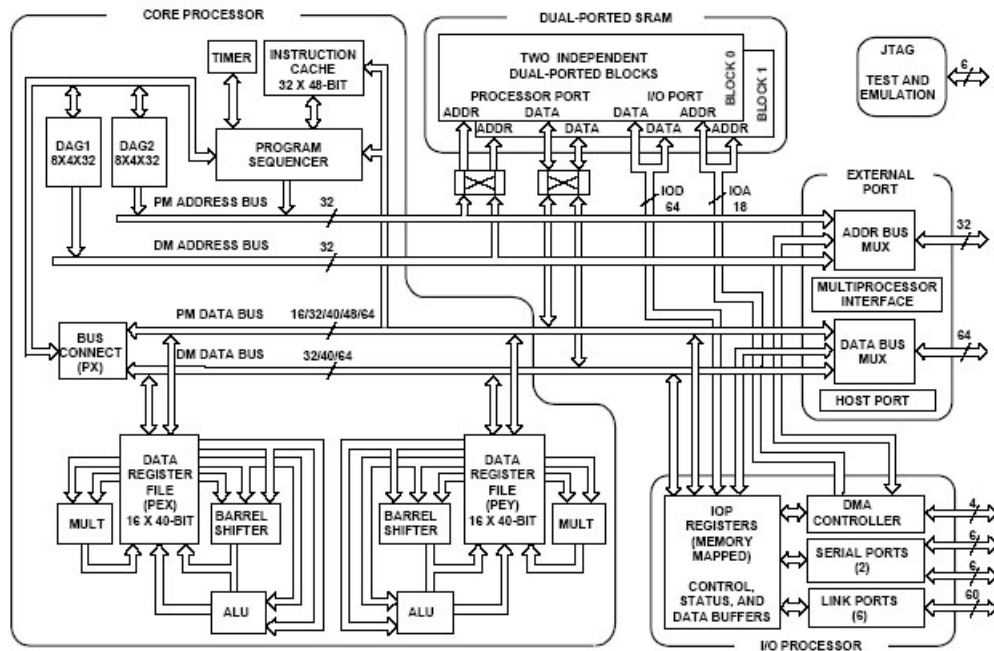 CORE PROCESSOR
TIMER
INSTRUCTION
CACHE
32 X 48-BIT
DAG1
8X4X32
DAG2
8X4X32
PROGRAM
SEQUENCER
PM ADDRESS BUS
32
DM ADDRESS BUS
32
PM DATA BUS
16/32/40/48/64
BUS
CONNECT
(PX)
DM DATA BUS
32/40/64
DATA
REGISTER
FILE
(PEX)
16 X 40-BIT
MULT
BARREL
SHIFTER
ALU
DATA
REGISTER
FILE
(PEY)
16 X 40-BIT
BARREL
SHIFTER
MULT
ALU
DUAL-PORTED SRAM
TWO INDEPENDENT
DUAL-PORTED BLOCKS
BLOCK 0
BLOCK 1
PROCESSOR PORT
I/O PORT
ADDR
DATA
DATA
ADDR
ADDR
DATA
DATA
ADDR
IOD
64
IOA
18
JTAG
TEST AND
EMULATION
6
EXTERNAL
PORT
ADDR BUS
MUX
32
MULTIPROCESSOR
INTERFACE
DATA BUS
MUX
64
HOST PORT
IOP
REGISTERS
(MEMORY
MAPPED)
CONTROL,
STATUS, AND
DATA BUFFERS
DMA
CONTROLLER
4
SERIAL PORTS
(2)
6
6
LINK PORTS
(6)
60
I/O PROCESSOR